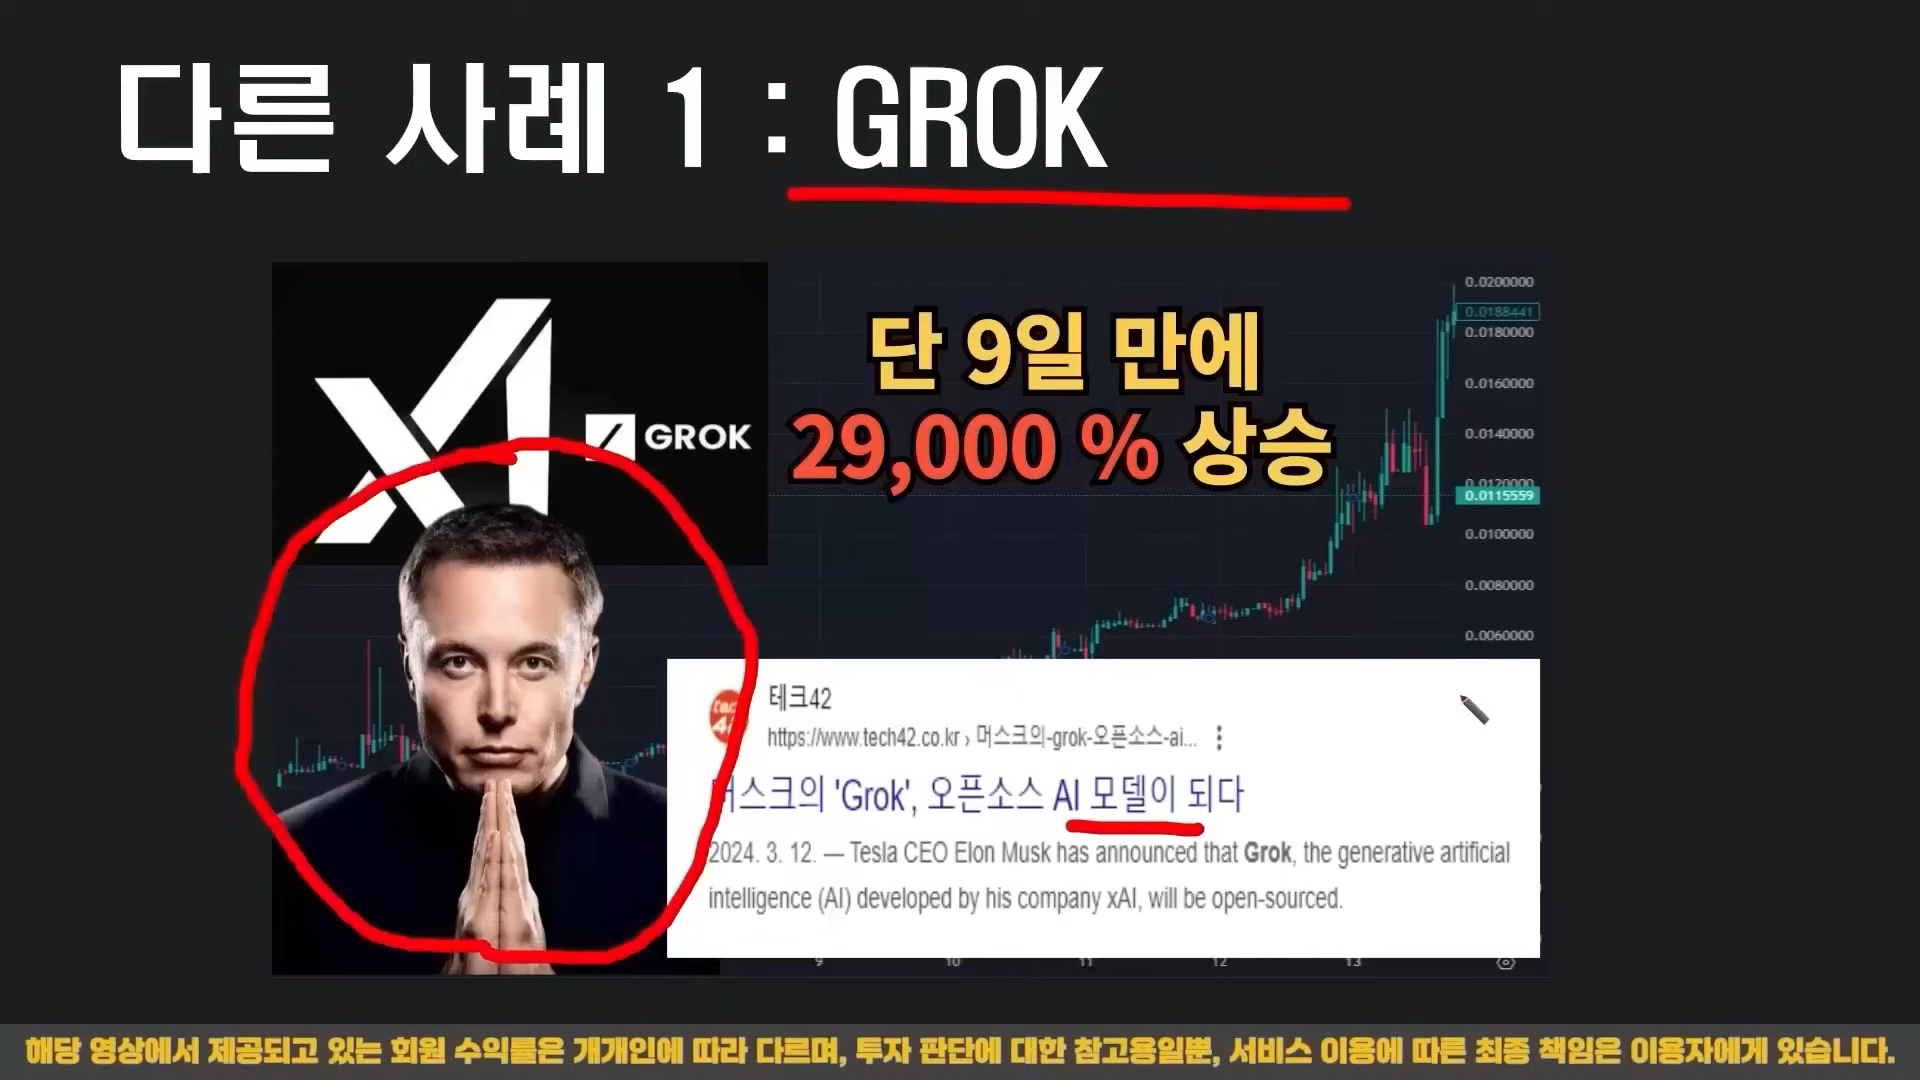 다른 사례 1 : GROK
GROK
단 9일 만에
29,000 % 상승
0.0200000
0.0188441
0.0180000
0.0160000
0.0140000
0.0120000
0.0115559
0.0100000
0.0080000
0.0060000
테크42
https://www.tech42.co.kr › 머스크의-grok-오픈소스-ai...
머스크의 'Grok', 오픈소스 AI 모델이 되다
2024. 3. 12. — Tesla CEO Elon Musk has announced that Grok, the generative artificial
intelligence (AI) developed by his company xAI, will be open-sourced.
9 10 11 12 13
해당 영상에서 제공되고 있는 회원 수익률은 개개인에 따라 다르며, 투자 판단에 대한 참고용일뿐, 서비스 이용에 따른 최종 책임은 이용자에게 있습니다.